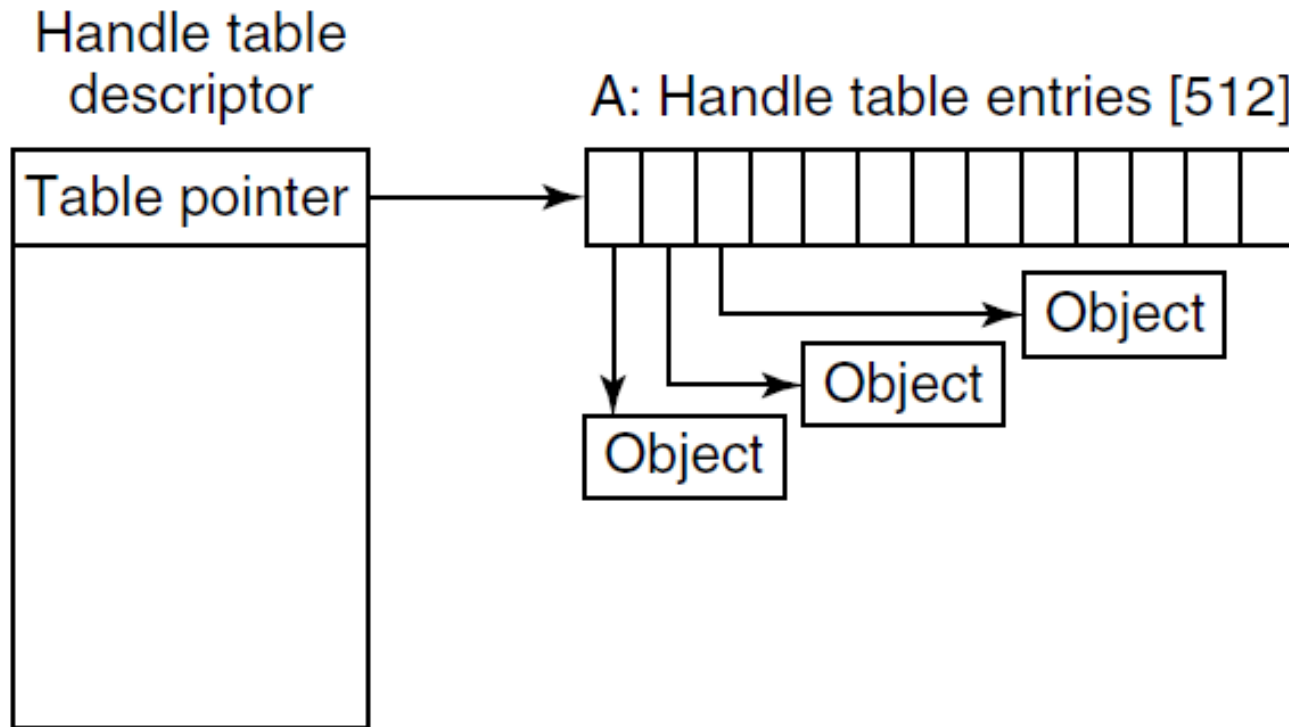 Handle table
descriptor
A: Handle table entries [512]
Table pointer
Object
Object
Object